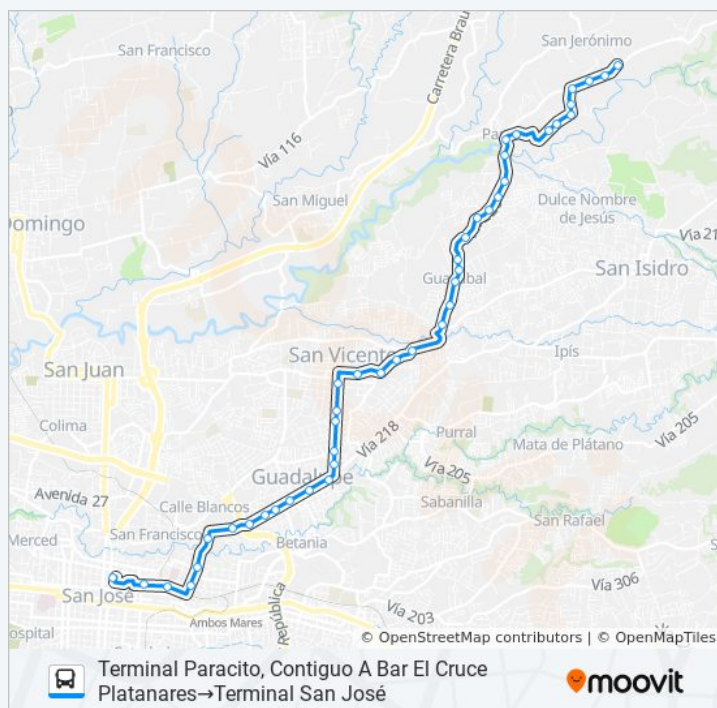 San Francisco
San Jerónimo
Carretera Brau
Vía 116
San Miguel
Dulce Nombre
de Jesús
Domingo
Vía 21
San Isidro
San Juan
San Vicente
Ipís
Colima
Vía 218
Purral
Vía 205
Mata de Plátano
Guadalupe
Vía 205
Avenida 27
Calle Blancos
Sabanilla
San Rafael
Merced
San Francisco
Betania
San José
Vía 306
Ambos Mares
República
Vía 203
ospital
© OpenStreetMap contributors | © OpenMapTiles
Terminal Paracito, Contiguo A Bar El Cruce
Platanares→Terminal San José
moovit